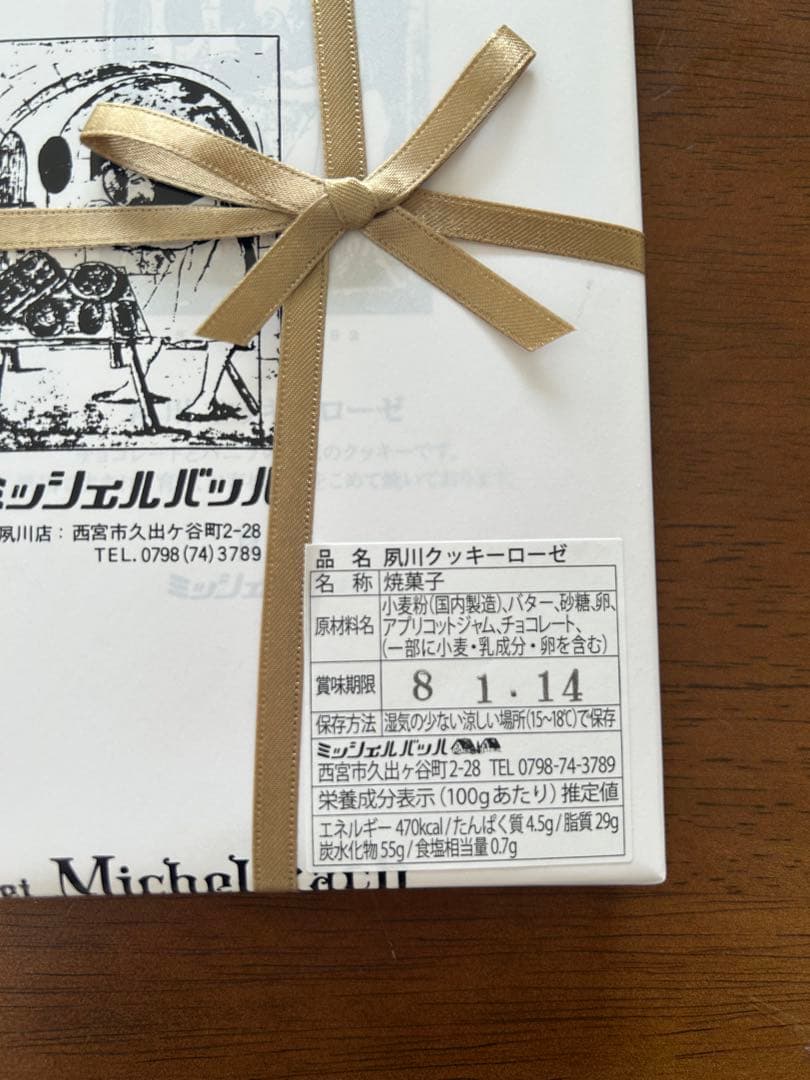 ミッシェルバッハ
夙川店：西宮市久出ケ谷町2-28
TEL.0798(74)3789
品 名 夙川クッキーローゼ
名 称 焼菓子
原材料名 小麦粉(国内製造)、バター、砂糖、卵、
アプリコットジャム、チョコレート、
(一部に小麦・乳成分・卵を含む)
賞味期限 8 1.14
保存方法 湿気の少ない涼しい場所(15~18℃)で保存
ミッシェルバッハ
西宮市久出ヶ谷町2-28 TEL 0798-74-3789
栄養成分表示(100gあたり)推定値
エネルギー 470kcal/たんぱく質 4.5g/脂質 29g
炭水化物 55g/食塩相当量 0.7g
Michel Bach